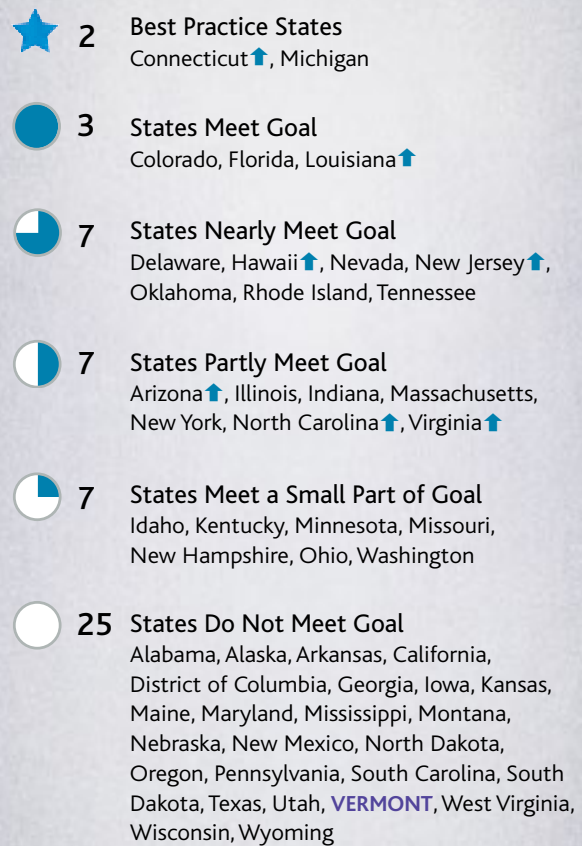 2 Best Practice States
Connecticut⬆, Michigan
3 States Meet Goal
Colorado, Florida, Louisiana⬆
7 States Nearly Meet Goal
Delaware, Hawaii⬆, Nevada, New Jersey⬆,
Oklahoma, Rhode Island, Tennessee
7 States Partly Meet Goal
Arizona⬆, Illinois, Indiana, Massachusetts,
New York, North Carolina⬆, Virginia⬆
7 States Meet a Small Part of Goal
Idaho, Kentucky, Minnesota, Missouri,
New Hampshire, Ohio, Washington
25 States Do Not Meet Goal
Alabama, Alaska, Arkansas, California,
District of Columbia, Georgia, Iowa, Kansas,
Maine, Maryland, Mississippi, Montana,
Nebraska, New Mexico, North Dakota,
Oregon, Pennsylvania, South Carolina, South
Dakota, Texas, Utah, VERMONT, West Virginia,
Wisconsin, Wyoming